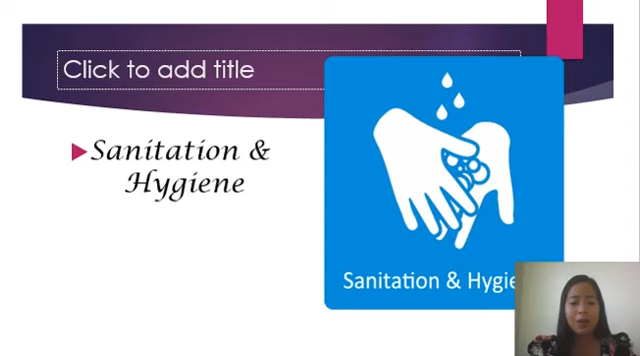 Click to add title
Sanitation &
Hygiene
Sanitation & Hygie